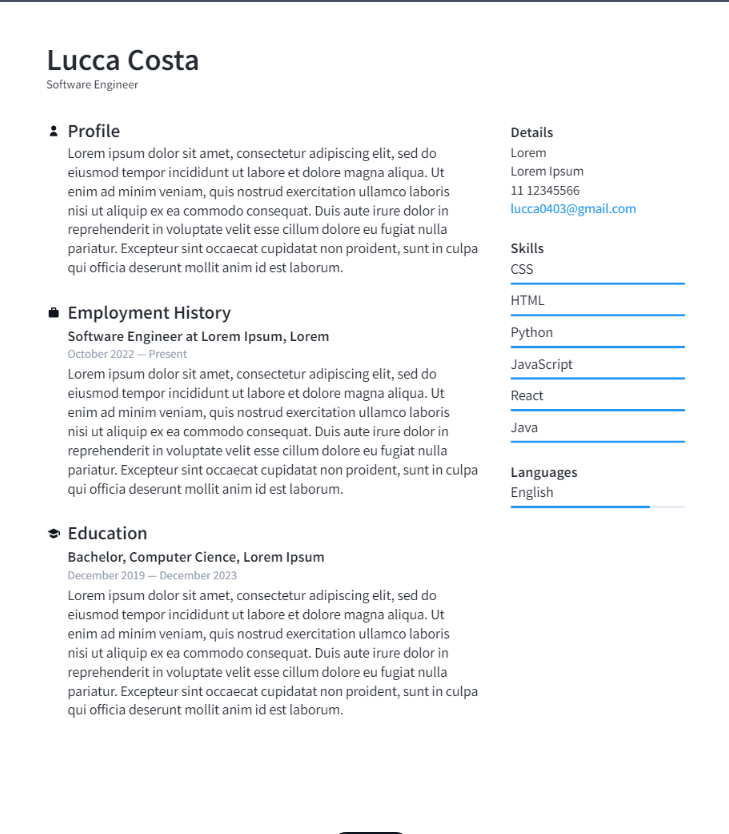 Lucca Costa
Software Engineer
Profile
Lorem ipsum dolor sit amet, consectetur adipiscing elit, sed do
eiusmod tempor incididunt ut labore et dolore magna aliqua. Ut
enim ad minim veniam, quis nostrud exercitation ullamco laboris
nisi ut aliquip ex ea commodo consequat. Duis aute irure dolor in
reprehenderit in voluptate velit esse cillum dolore eu fugiat nulla
pariatur. Excepteur sint occaecat cupidatat non proident, sunt in culpa
qui officia deserunt mollit anim id est laborum.
Employment History
Software Engineer at Lorem Ipsum, Lorem
October 2022 — Present
Lorem ipsum dolor sit amet, consectetur adipiscing elit, sed do
eiusmod tempor incididunt ut labore et dolore magna aliqua. Ut
enim ad minim veniam, quis nostrud exercitation ullamco laboris
nisi ut aliquip ex ea commodo consequat. Duis aute irure dolor in
reprehenderit in voluptate velit esse cillum dolore eu fugiat nulla
pariatur. Excepteur sint occaecat cupidatat non proident, sunt in culpa
qui officia deserunt mollit anim id est laborum.
Education
Bachelor, Computer Cience, Lorem Ipsum
December 2019 — December 2023
Lorem ipsum dolor sit amet, consectetur adipiscing elit, sed do
eiusmod tempor incididunt ut labore et dolore magna aliqua. Ut
enim ad minim veniam, quis nostrud exercitation ullamco laboris
nisi ut aliquip ex ea commodo consequat. Duis aute irure dolor in
reprehenderit in voluptate velit esse cillum dolore eu fugiat nulla
pariatur. Excepteur sint occaecat cupidatat non proident, sunt in culpa
qui officia deserunt mollit anim id est laborum.
Details
Lorem
Lorem Ipsum
11 12345566
lucca0403@gmail.com
Skills
CSS
HTML
Python
JavaScript
React
Java
Languages
English